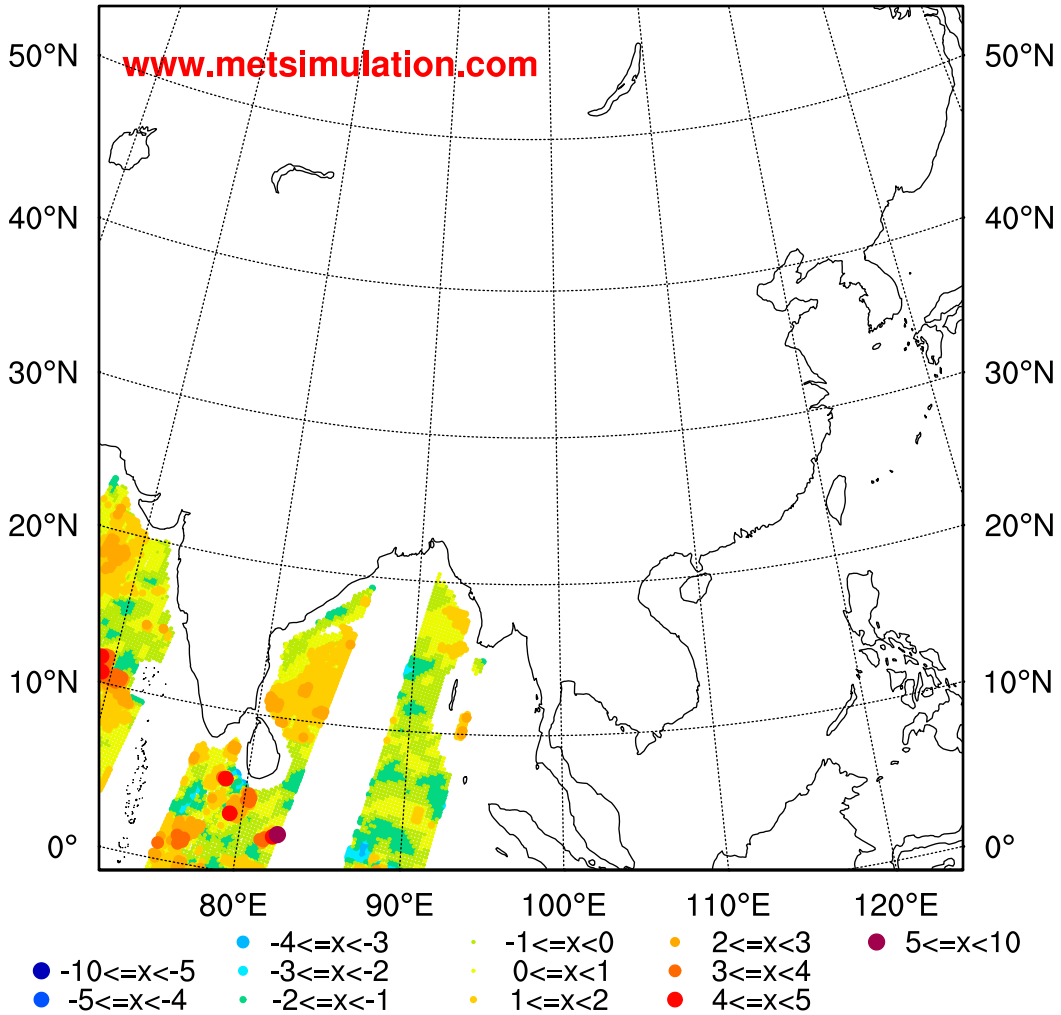 50°N 50°N
www.metsimulation.com
40°N 40°N
30°N 30°N
20°N 20°N
10°N 10°N
0° 0°
80°E 90°E 100°E 110°E 120°E
-4<=x<-3 -1<=x<0 2<=x<3 5<=x<10
-10<=x<-5 -3<=x<-2 0<=x<1 3<=x<4
-5<=x<-4 -2<=x<-1 1<=x<2 4<=x<5